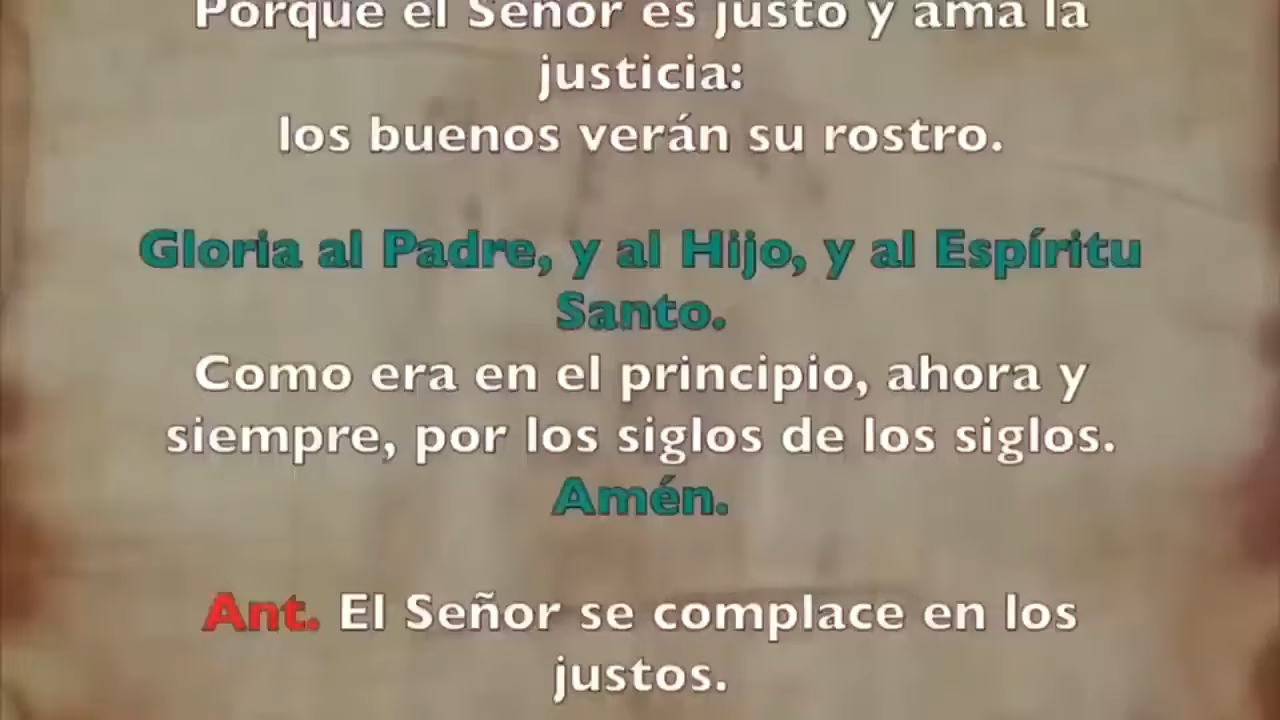 Porque el Señor es justo y ama la
justicia:
los buenos verán su rostro.
Gloria al Padre, y al Hijo, y al Espíritu
Santo.
Como era en el principio, ahora y
siempre, por los siglos de los siglos.
Amén.
Ant. El Señor se complace en los
justos.